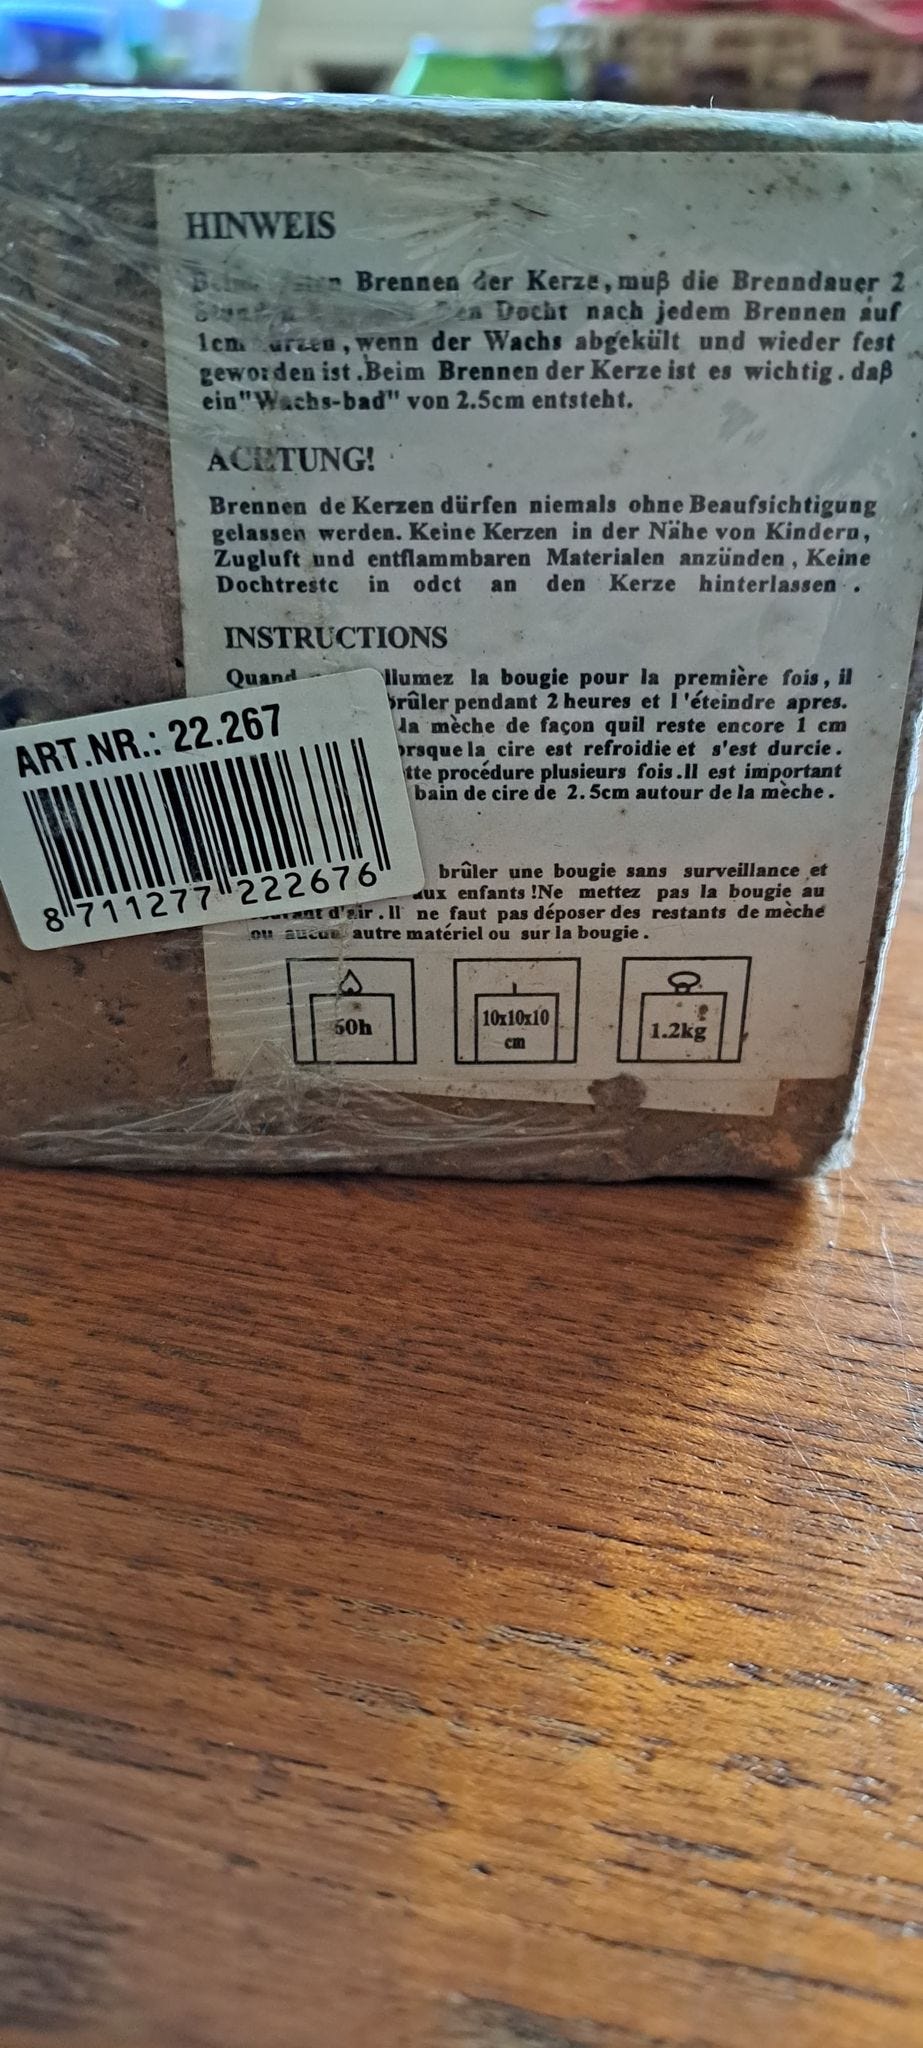 HINWEIS
Brennen der Kerze, muß die Brenndauer 2
Docht nach jedem Brennen auf
1cm kürzen, wenn der Wachs abgekült und wieder fest
geworden ist. Beim Brennen der Kerze ist es wichtig. daß
ein "Wachs-bad" von 2.5cm entsteht.
ACHTUNG!
Brennen de Kerzen dürfen niemals ohne Beaufsichtigung
gelassen werden. Keine Kerzen in der Nähe von Kindern,
Zugluft und entflammbaren Materialen anzünden, Keine
Dochtreste in odct an den Kerze hinterlassen.
INSTRUCTIONS
Quand llumez la bougie pour la première fois, il
brûler pendant 2 heures et l'éteindre apres.
la mèche de façon quil reste encore 1 cm
orsque la cire est refroidie et s'est durcie.
tte procédure plusieurs fois. Il est important
bain de cire de 2.5cm autour de la mèche.
ART.NR.: 22.267
8 711277 222676
brûler une bougie sans surveillance et
aux enfants! Ne mettez pas la bougie au
courant d'air. Il ne faut pas déposer des restants de mèche
ou aucun autre matériel ou sur la bougie.
50h
10x10x10
cm
1.2kg